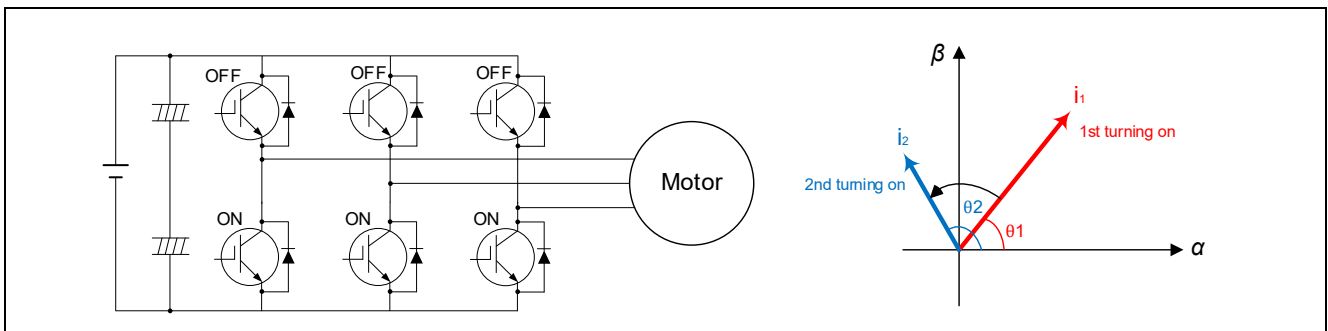 OFF OFF OFF
ON ON ON
Motor
β
i₁
1st turning on
i₂
2nd turning on
θ2
θ1
α